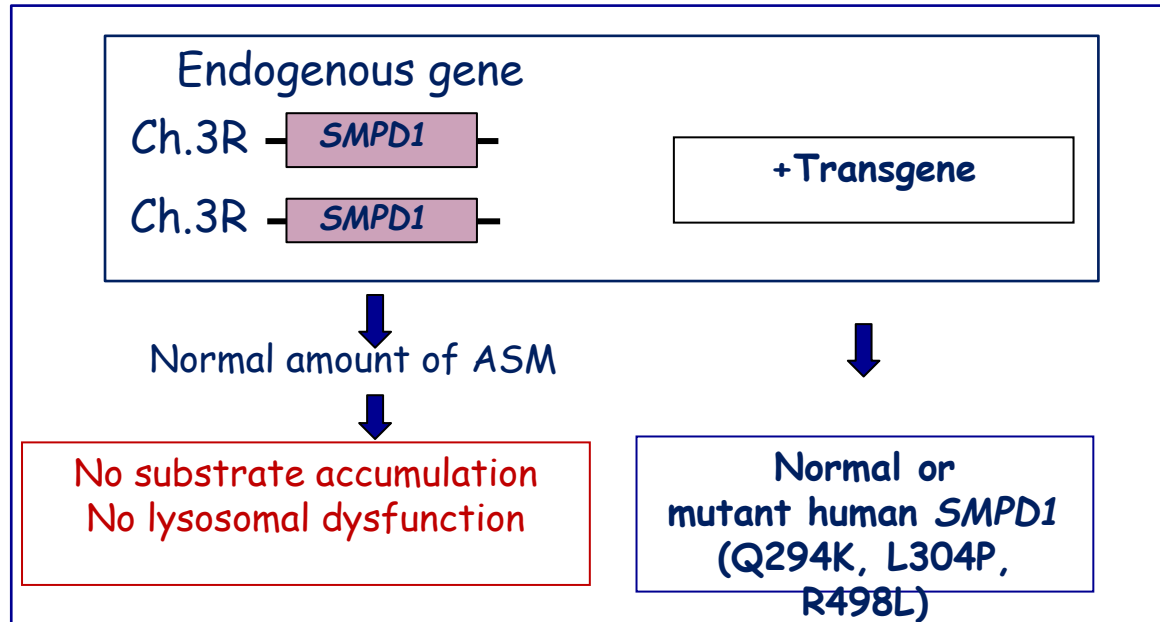 Endogenous gene
Ch.3R SMPD1
Ch.3R SMPD1
+Transgene
Normal amount of ASM
No substrate accumulation
No lysosomal dysfunction
Normal or
mutant human SMPD1
(Q294K, L304P,
R498L)